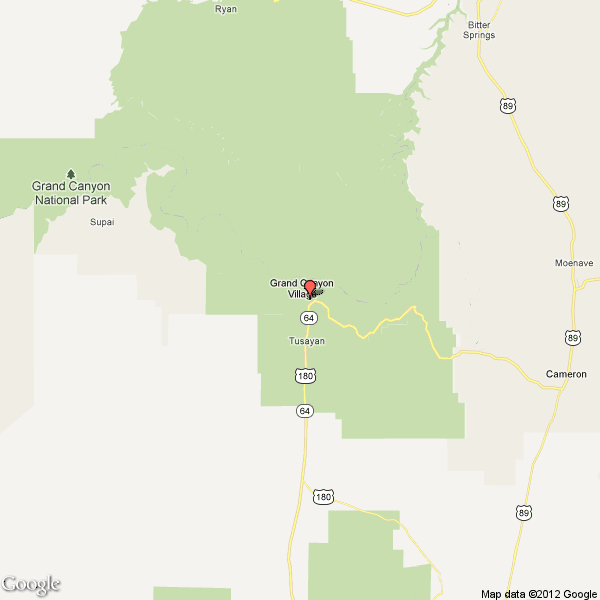 Ryan
Bitter
Springs
89
Grand Canyon
National Park
89
Supai
Moenave
Grand Canyon
Village
64
89
Tusayan
180
Cameron
64
180
89
Google
Map data ©2012 Google